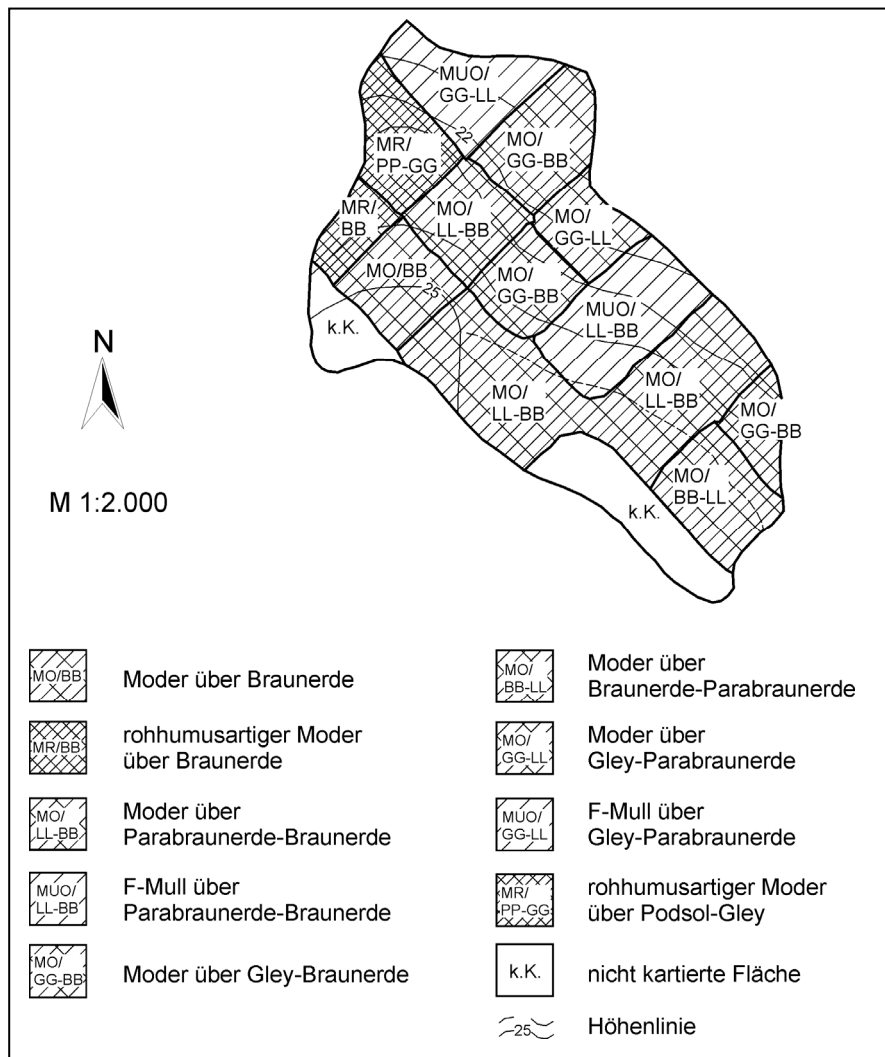 MUO/
GG-LL
22
MR/
PP-GG
MO/
GG-BB
MR/
BB
MO/
LL-BB
MO/
GG-LL
MO/BB
MO/
GG-BB
25
k.K.
MUO/
LL-BB
N
MO/
LL-BB
MO/
LL-BB
MO/
GG-BB
MO/
BB-LL
M 1:2.000
k.K.
MO/BB
Moder über Braunerde
MR/BB
rohhumusartiger Moder
über Braunerde
MO/
LL-BB
Moder über
Parabraunerde-Braunerde
MUO/
LL-BB
F-Mull über
Parabraunerde-Braunerde
MO/
GG-BB
Moder über Gley-Braunerde
MO/
BB-LL
Moder über
Braunerde-Parabraunerde
MO/
GG-LL
Moder über
Gley-Parabraunerde
MUO/
GG-LL
F-Mull über
Gley-Parabraunerde
MR/
PP-GG
rohhumusartiger Moder
über Podsol-Gley
k.K.
nicht kartierte Fläche
25
Höhenlinie